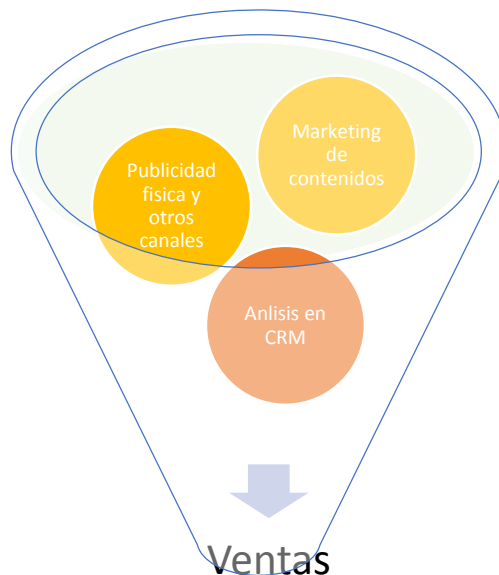 Marketing
de
contenidos
Publicidad
fisica y
otros
canales
Anlisis en
CRM
Ventas